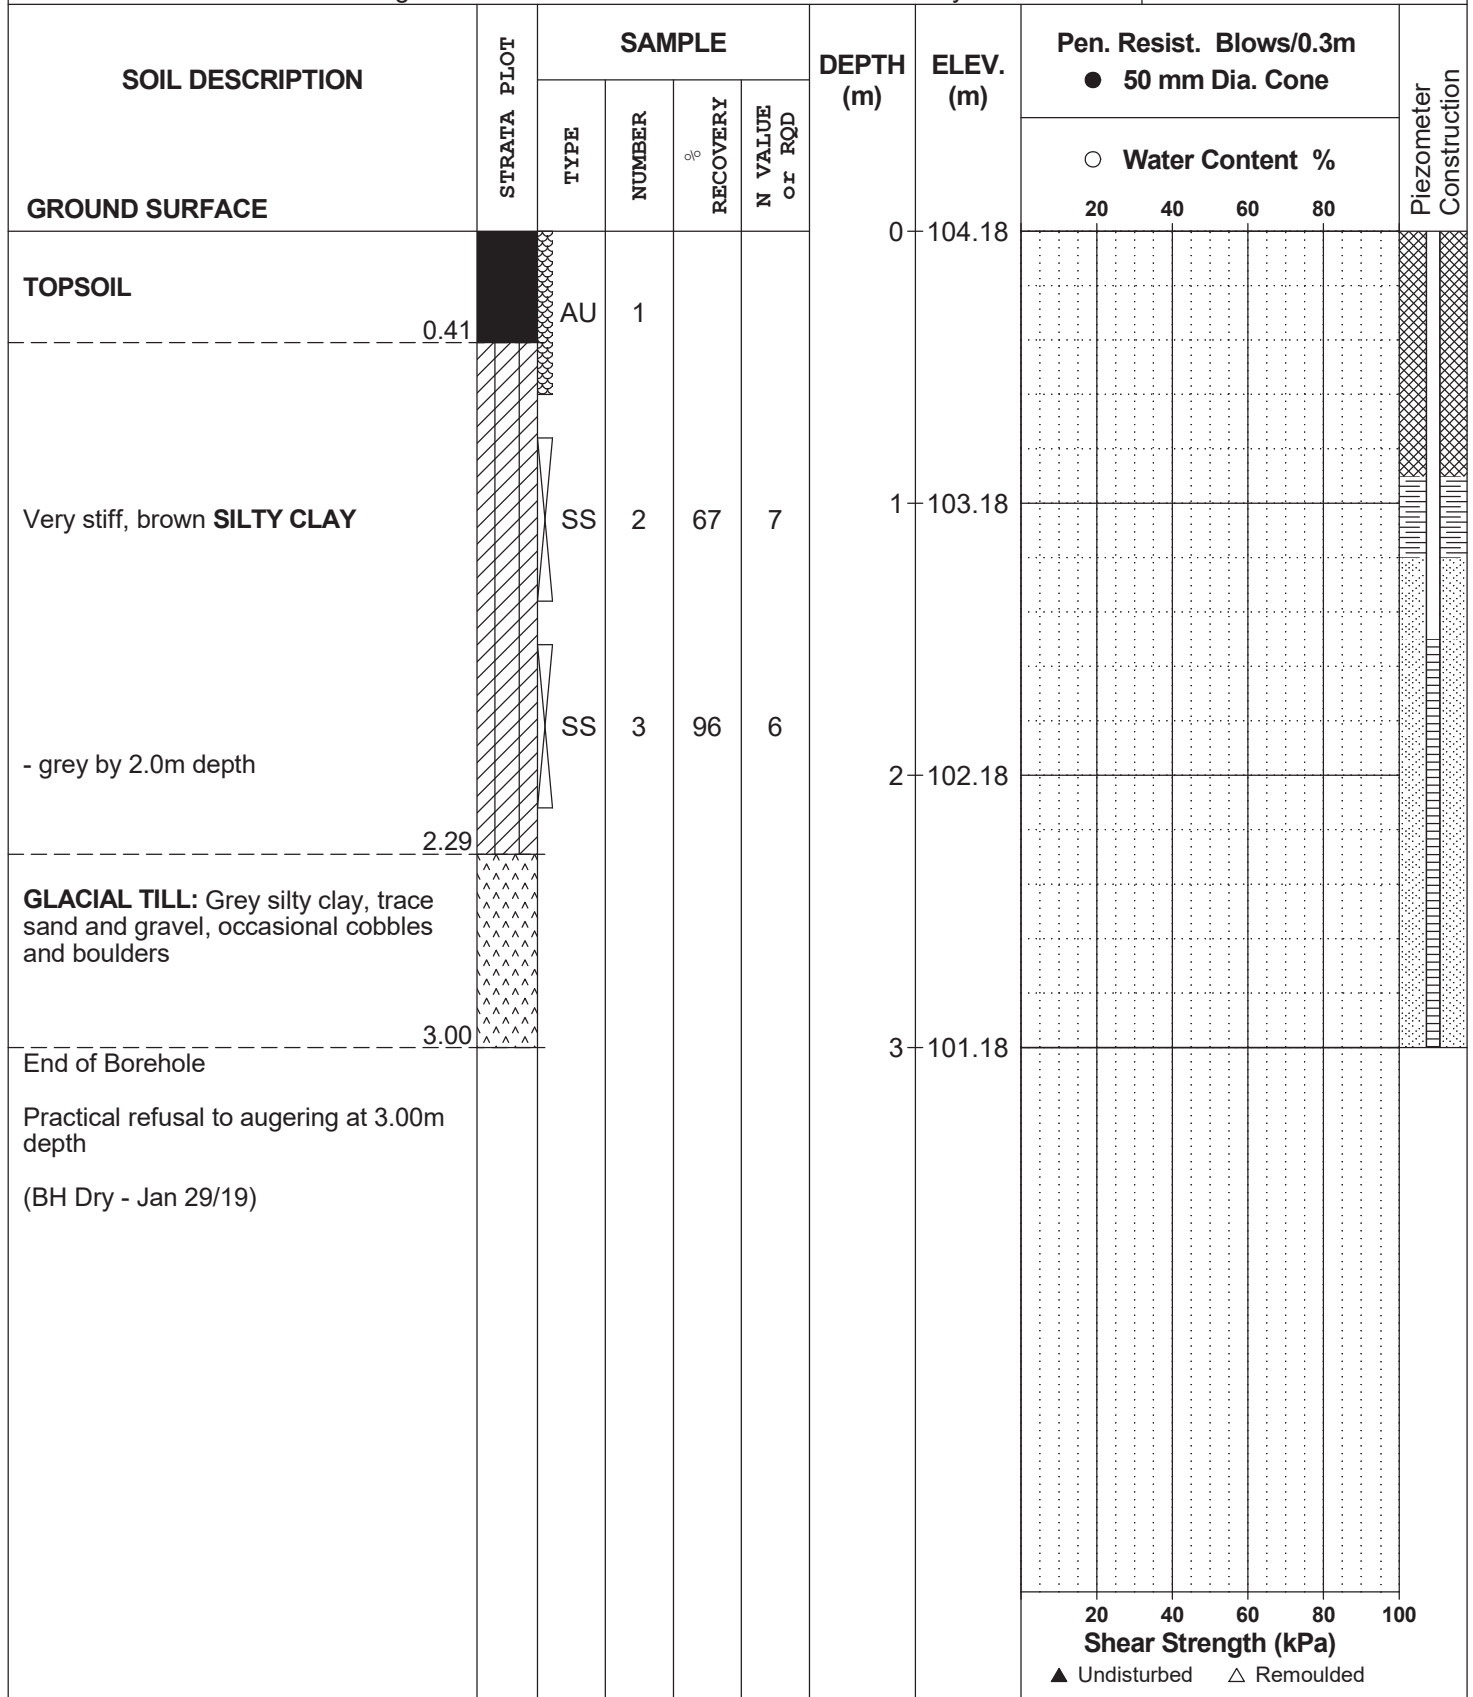 SOIL DESCRIPTION
GROUND SURFACE
STRATA PLOT
SAMPLE
TYPE
NUMBER
%
RECOVERY
N VALUE
or RQD
DEPTH
(m)
ELEV.
(m)
Pen. Resist. Blows/0.3m
● 50 mm Dia. Cone
○ Water Content %
20 40 60 80
Piezometer
Construction
0 104.18
TOPSOIL
AU 1
0.41
1 103.18
Very stiff, brown SILTY CLAY
SS 2 67 7
SS 3 96 6
- grey by 2.0m depth
2 102.18
2.29
GLACIAL TILL: Grey silty clay, trace
sand and gravel, occasional cobbles
and boulders
3.00
3 101.18
End of Borehole
Practical refusal to augering at 3.00m
depth
(BH Dry - Jan 29/19)
20 40 60 80 100
Shear Strength (kPa)
▲ Undisturbed △ Remoulded